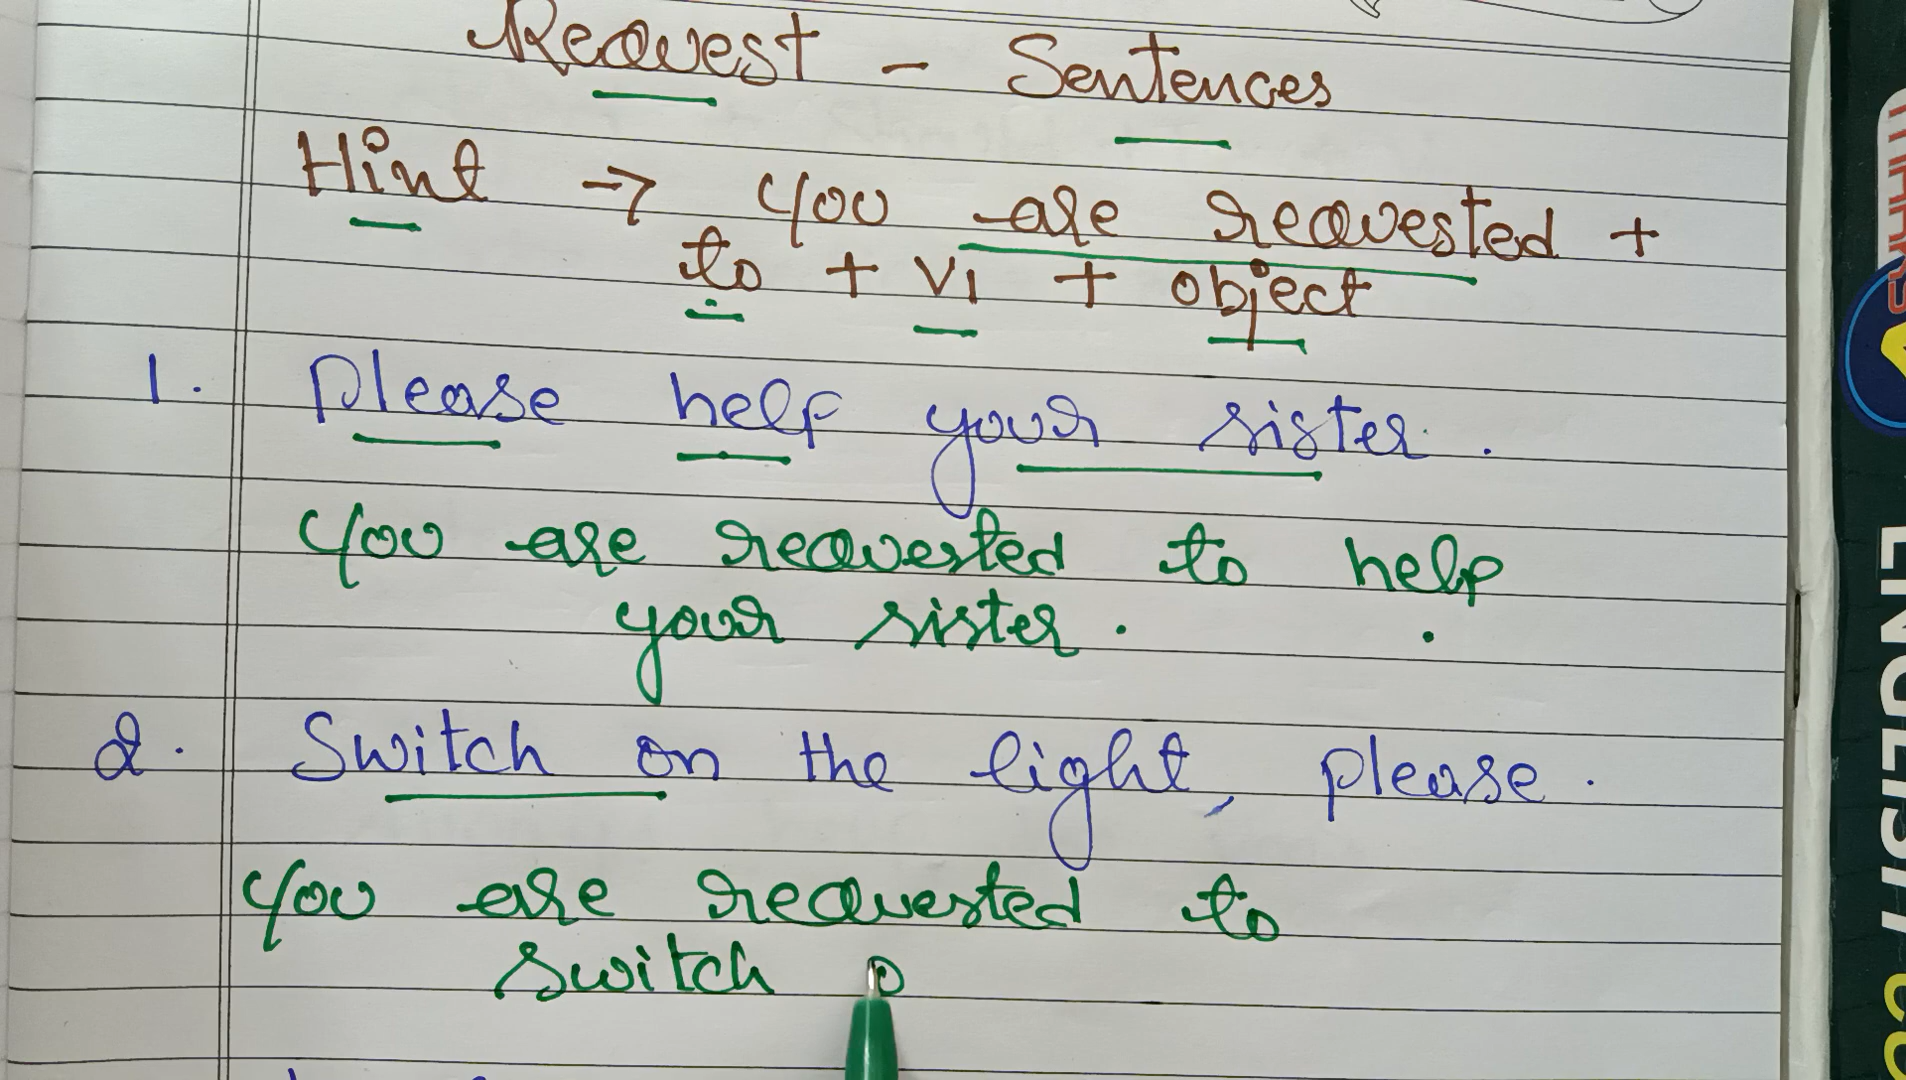 Request - Sentences
Hint → You are requested +
to + V1 + object
1. Please help your sister.
You are requested to help
your sister.
2. Switch on the light, please.
You are requested to
switch o
ENGLISH